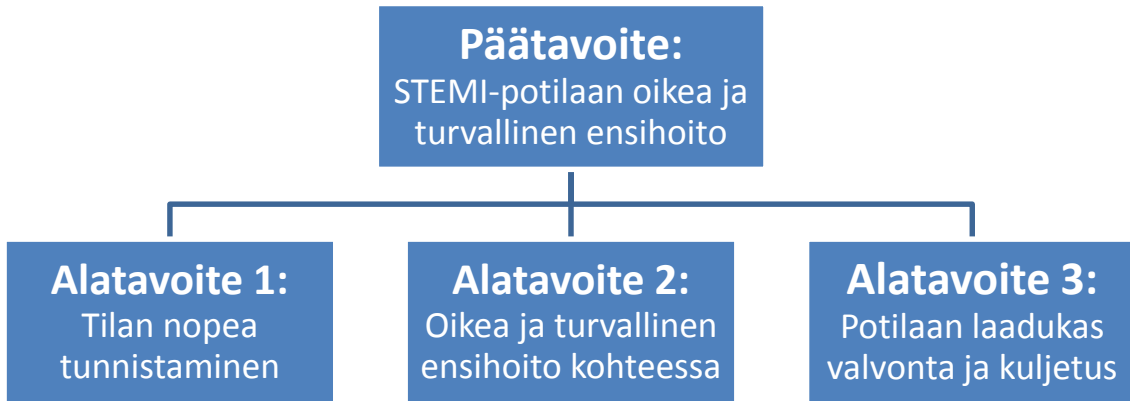 Päätavoite:
STEMI-potilaan oikea ja
turvallinen ensihoito
Alatavoite 1:
Tilan nopea
tunnistaminen
Alatavoite 2:
Oikea ja turvallinen
ensihoito kohteessa
Alatavoite 3:
Potilaan laadukas
valvonta ja kuljetus